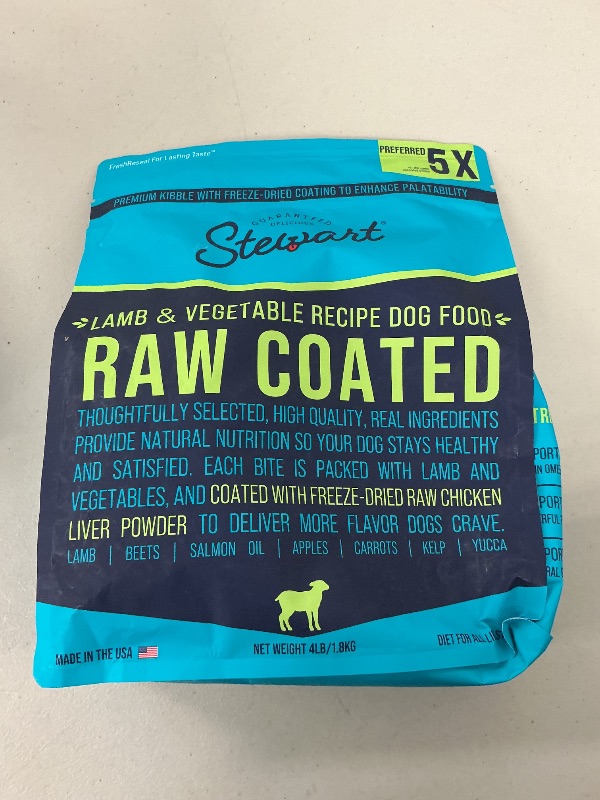 FreshReseal For Lasting Taste™
PREFERRED 5X
PREMIUM KIBBLE WITH FREEZE-DRIED COATING TO ENHANCE PALATABILITY
GUARANTEED
DELICIOUS
Stewart®
LAMB & VEGETABLE RECIPE DOG FOOD
RAW COATED
THOUGHTFULLY SELECTED, HIGH QUALITY, REAL INGREDIENTS
PROVIDE NATURAL NUTRITION SO YOUR DOG STAYS HEALTHY
AND SATISFIED. EACH BITE IS PACKED WITH LAMB AND
VEGETABLES, AND COATED WITH FREEZE-DRIED RAW CHICKEN
LIVER POWDER TO DELIVER MORE FLAVOR DOGS CRAVE.
LAMB | BEETS | SALMON OIL | APPLES | CARROTS | KELP | YUCCA
MADE IN THE USA
NET WEIGHT 4LB/1.8KG
DIET FOR ALL